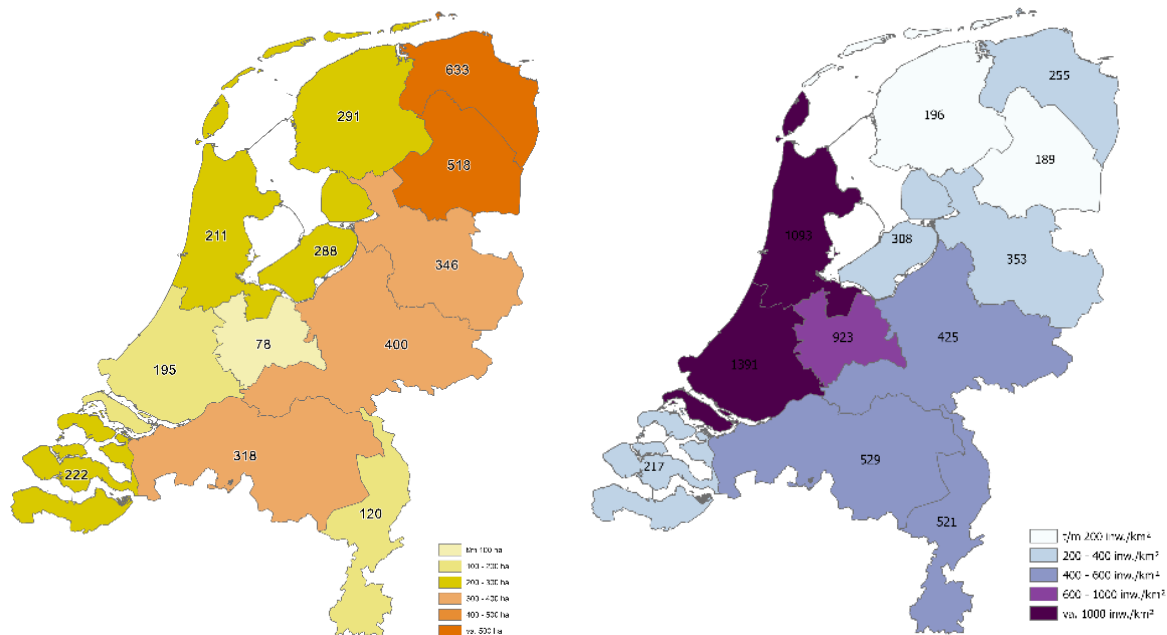 633
291
518
211
288
346
78
400
195
318
222
120
t/m 100 ha
100 - 200 ha
200 - 300 ha
300 - 400 ha
400 - 500 ha
va. 500 ha
255
196
189
1093
308
353
923
425
1391
529
217
521
t/m 200 inw./km²
200 - 400 inw./km²
400 - 600 inw./km²
600 - 1000 inw./km²
va. 1000 inw./km²